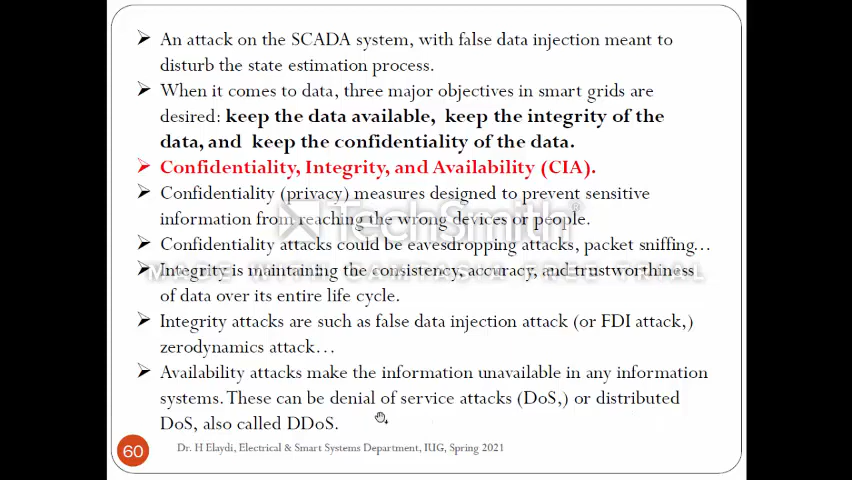 An attack on the SCADA system, with false data injection meant to
disturb the state estimation process.
When it comes to data, three major objectives in smart grids are
desired: keep the data available, keep the integrity of the
data, and keep the confidentiality of the data.
Confidentiality, Integrity, and Availability (CIA).
Confidentiality (privacy) measures designed to prevent sensitive
information from reaching the wrong devices or people.
TechSmith
Confidentiality attacks could be eavesdropping attacks, packet sniffing…
MADE WITH CAMTASIA FREE TRIAL
Integrity is maintaining the consistency, accuracy, and trustworthiness
of data over its entire life cycle.
Integrity attacks are such as false data injection attack (or FDI attack,)
zerodynamics attack…
Availability attacks make the information unavailable in any information
systems. These can be denial of service attacks (DoS,) or distributed
DoS, also called DDoS.
60
Dr. H Elaydi, Electrical & Smart Systems Department, IUG, Spring 2021